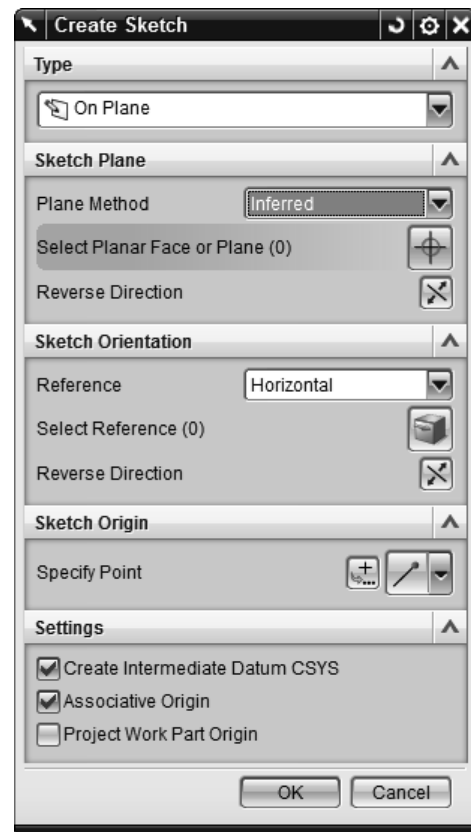 Create Sketch
Type
On Plane
Sketch Plane
Plane Method Inferred
Select Planar Face or Plane (0)
Reverse Direction
Sketch Orientation
Reference Horizontal
Select Reference (0)
Reverse Direction
Sketch Origin
Specify Point
Settings
Create Intermediate Datum CSYS
Associative Origin
Project Work Part Origin
OK Cancel